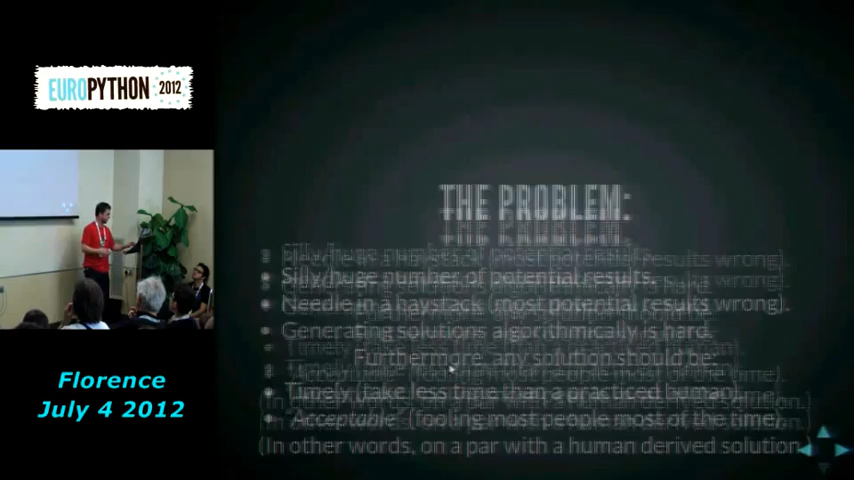 EUROPYTHON 2012
Florence
July 4 2012
THE PROBLEM:
Silly/huge number of potential results.
Needle in a haystack (most potential results wrong).
Generating solutions algorithmically is hard.
Furthermore, any solution should be:
Timely (take less time than a practiced human).
"Acceptable" (fooling most people most of the time).
(In other words, on a par with a human derived solution.